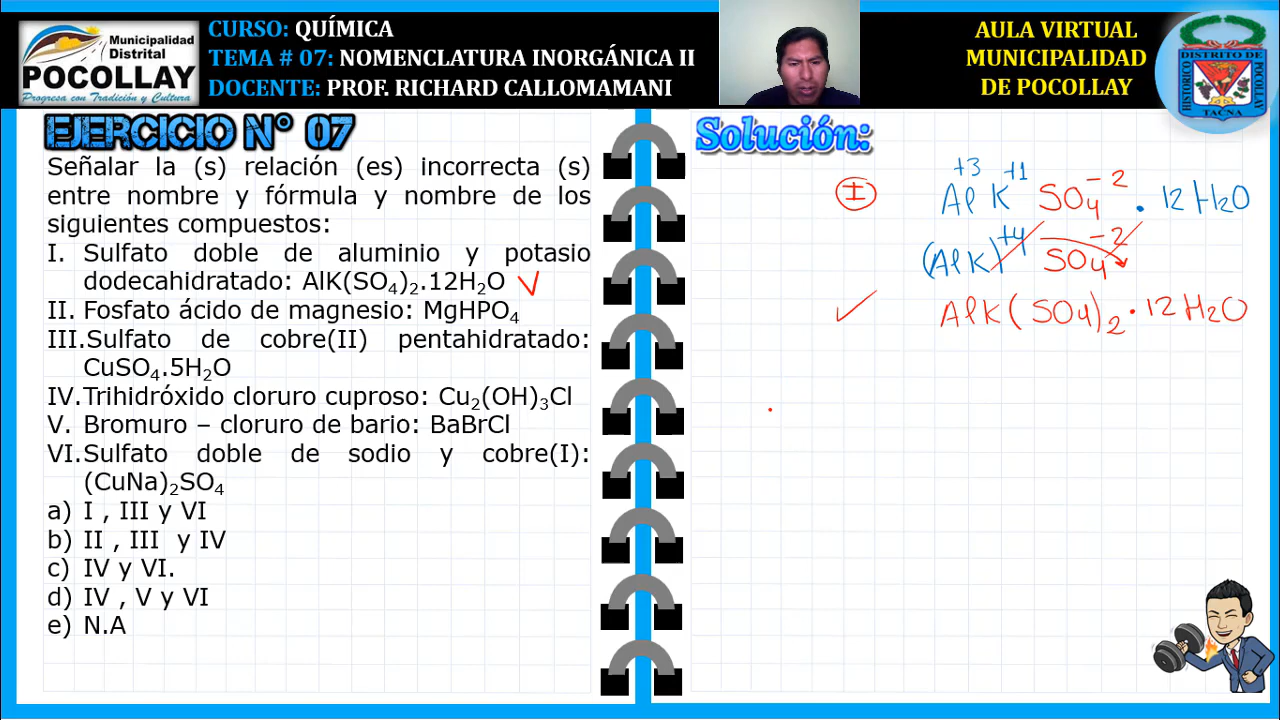 Municipalidad
Distrital
POCOLLAY
Progresa con Tradición y Cultura
CURSO: QUÍMICA
TEMA # 07: NOMENCLATURA INORGÁNICA II
DOCENTE: PROF. RICHARD CALLOMAMANI
AULA VIRTUAL
MUNICIPALIDAD
DE POCOLLAY
HISTORICO
DISTRITO
TACNA
EJERCICIO N° 07
Señalar la (s) relación (es) incorrecta (s)
entre nombre y fórmula y nombre de los
siguientes compuestos:
I. Sulfato doble de aluminio y potasio
dodecahidratado: AlK(SO₄)₂.12H₂O V
II. Fosfato ácido de magnesio: MgHPO₄
III.Sulfato de cobre(II) pentahidratado:
CuSO₄.5H₂O
IV.Trihidróxido cloruro cuproso: Cu₂(OH)₃Cl
V. Bromuro – cloruro de bario: BaBrCl
VI.Sulfato doble de sodio y cobre(I):
(CuNa)₂SO₄
a) I , III y VI
b) II , III y IV
c) IV y VI.
d) IV , V y VI
e) N.A
Solución:
I Al⁺³ K⁺¹ SO₄⁻² . 12 H₂O
(AlK)⁺⁴ SO₄⁻²
✓ AlK(SO₄)₂ . 12 H₂O